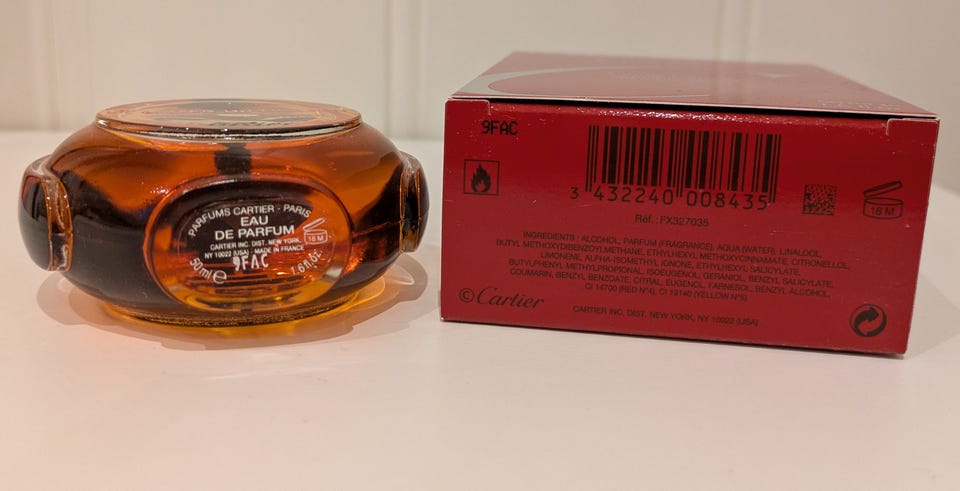 PARFUMS CARTIER - PARIS
EAU
DE PARFUM
18 M
CARTIER INC. DIST. NEW YORK,
NY 10022 (USA) MADE IN FRANCE
50ml e 9FAC 1.6fl.oz
9FAC
3 432240 008435
18 M
Réf.: FX327035
INGREDIENTS : ALCOHOL, PARFUM (FRAGRANCE), AQUA (WATER), LINALOOL,
BUTYL METHOXYDIBENZOYLMETHANE, ETHYLHEXYL METHOXYCINNAMATE, CITRONELLOL,
LIMONENE, ALPHA-ISOMETHYL IONONE, ETHYLHEXYL SALICYLATE,
BUTYLPHENYL METHYLPROPIONAL, ISOEUGENOL, GERANIOL, BENZYL SALICYLATE,
COUMARIN, BENZYL BENZOATE, CITRAL, EUGENOL, FARNESOL, BENZYL ALCOHOL,
CI 14700 (RED N°4), CI 19140 (YELLOW N°5)
©Cartier
CARTIER INC. DIST. NEW YORK, NY 10022 (USA)